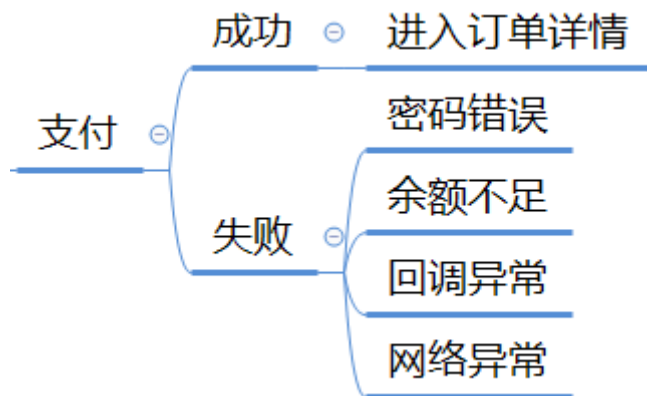 成功
进入订单详情
支付
密码错误
余额不足
失败
回调异常
网络异常